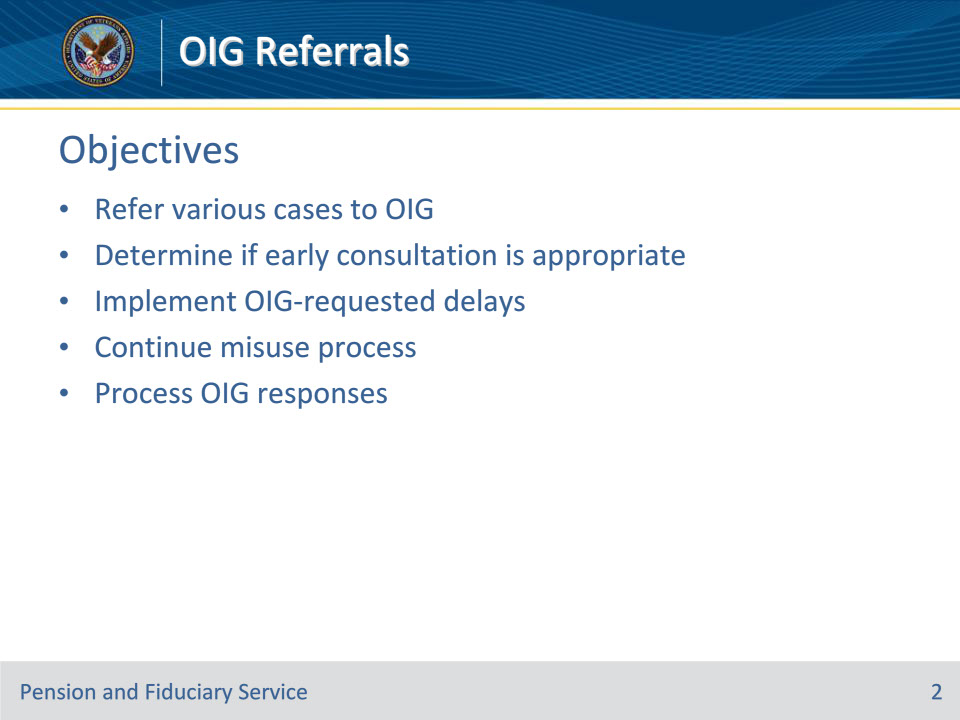 OIG Referrals
Objectives
• Refer various cases to OIG
• Determine if early consultation is appropriate
• Implement OIG-requested delays
• Continue misuse process
• Process OIG responses
Pension and Fiduciary Service
2